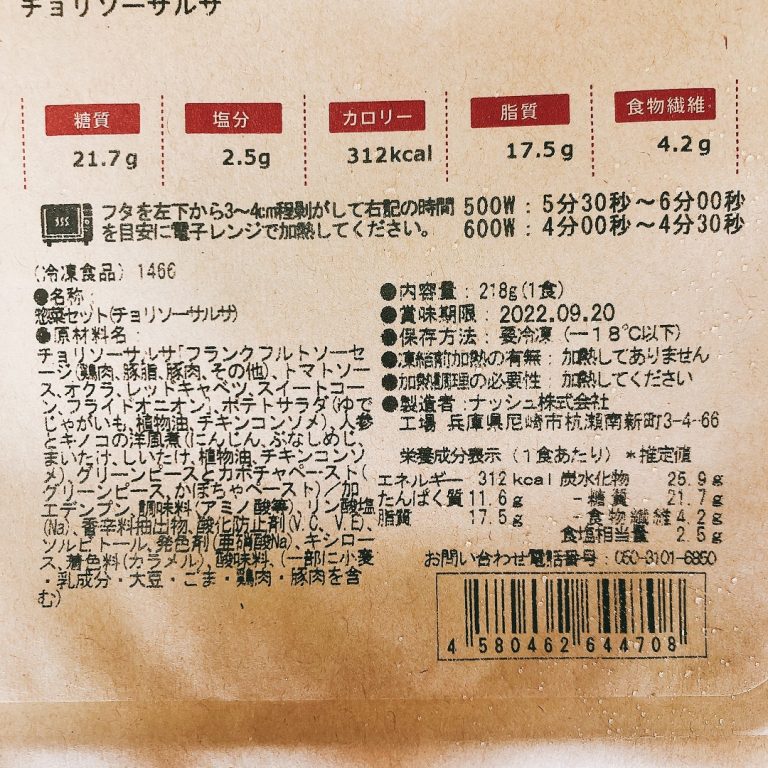 チョリソーサルサ
糖質 塩分 カロリー 脂質 食物繊維
21.7g 2.5g 312kcal 17.5g 4.2g
フタを左下から3～4cm程剝がして右記の時間
を目安に電子レンジで加熱してください。
500W：5分30秒～6分00秒
600W：4分00秒～4分30秒
(冷凍食品) 1466
●名称
惣菜セット(チョリソーサルサ)
●原材料名
チョリソーサルサ「フランクフルトソーセ
ージ(鶏肉、豚脂、豚肉、その他)、トマトソー
ス、オクラ、レッドキャベツ、スイートコー
ン、フライドオニオン」、ポテトサラダ(ゆで
じゃがいも、植物油、チキンコンソメ)、人参
とキノコの洋風煮(にんじん、ぶなしめじ、
まいたけ、しいたけ、植物油、チキンコンソ
メ)、グリーンピースとカボチャペースト(
グリーンピース、かぼちゃペースト)／加
工デンプン、調味料(アミノ酸等)、リン酸塩
(Na)、香辛料抽出物、酸化防止剤(V.C、V.E)、
ソルビトール、発色剤(亜硝酸Na)、キシロー
ス、着色料(カラメル)、酸味料、(一部に小麦
・乳成分・大豆・ごま・鶏肉・豚肉を含
む)
●内容量：218g(1食)
●賞味期限：2022.09.20
●保存方法：要冷凍(－18℃以下)
●凍結前加熱の有無：加熱してありません
●加熱調理の必要性：加熱してください
●製造者：ナッシュ株式会社
工場 兵庫県尼崎市杭瀬南新町3-4-66
栄養成分表示(1食あたり)＊推定値
エネルギー 312kcal 炭水化物 25.9g
たんぱく質 11.6g -糖質 21.7g
脂質 17.5g -食物繊維 4.2g
食塩相当量 2.5g
お問い合わせ電話番号：050-3101-6850
4 580462 644708